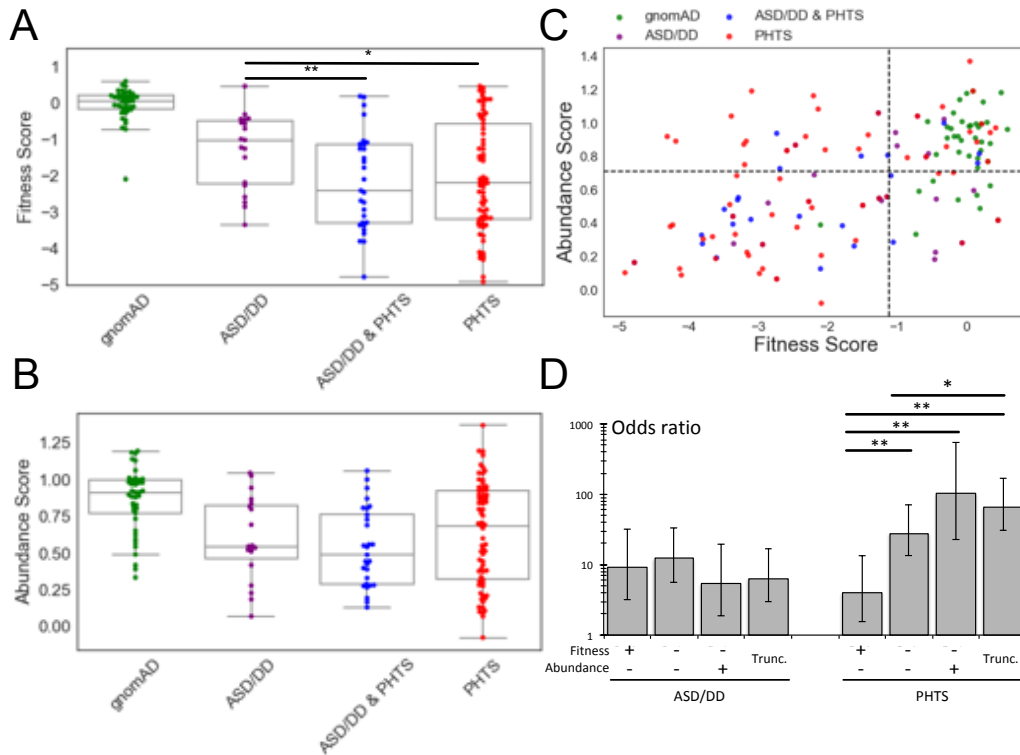 A
*
**
1
0
−1
−2
−3
−4
−5
Fitness Score
gnomAD
ASD/DD
ASD/DD & PHTS
PHTS
B
1.25
1.00
0.75
0.50
0.25
0.00
Abundance Score
gnomAD
ASD/DD
ASD/DD & PHTS
PHTS
C
gnomAD
ASD/DD & PHTS
ASD/DD
PHTS
1.4
1.2
1.0
0.8
0.6
0.4
0.2
0.0
Abundance Score
−5 −4 −3 −2 −1 0
Fitness Score
D
*
**
**
**
Odds ratio
1000
100
10
1
Fitness + - - Trunc. + - - Trunc.
Abundance - - + - - +
ASD/DD PHTS